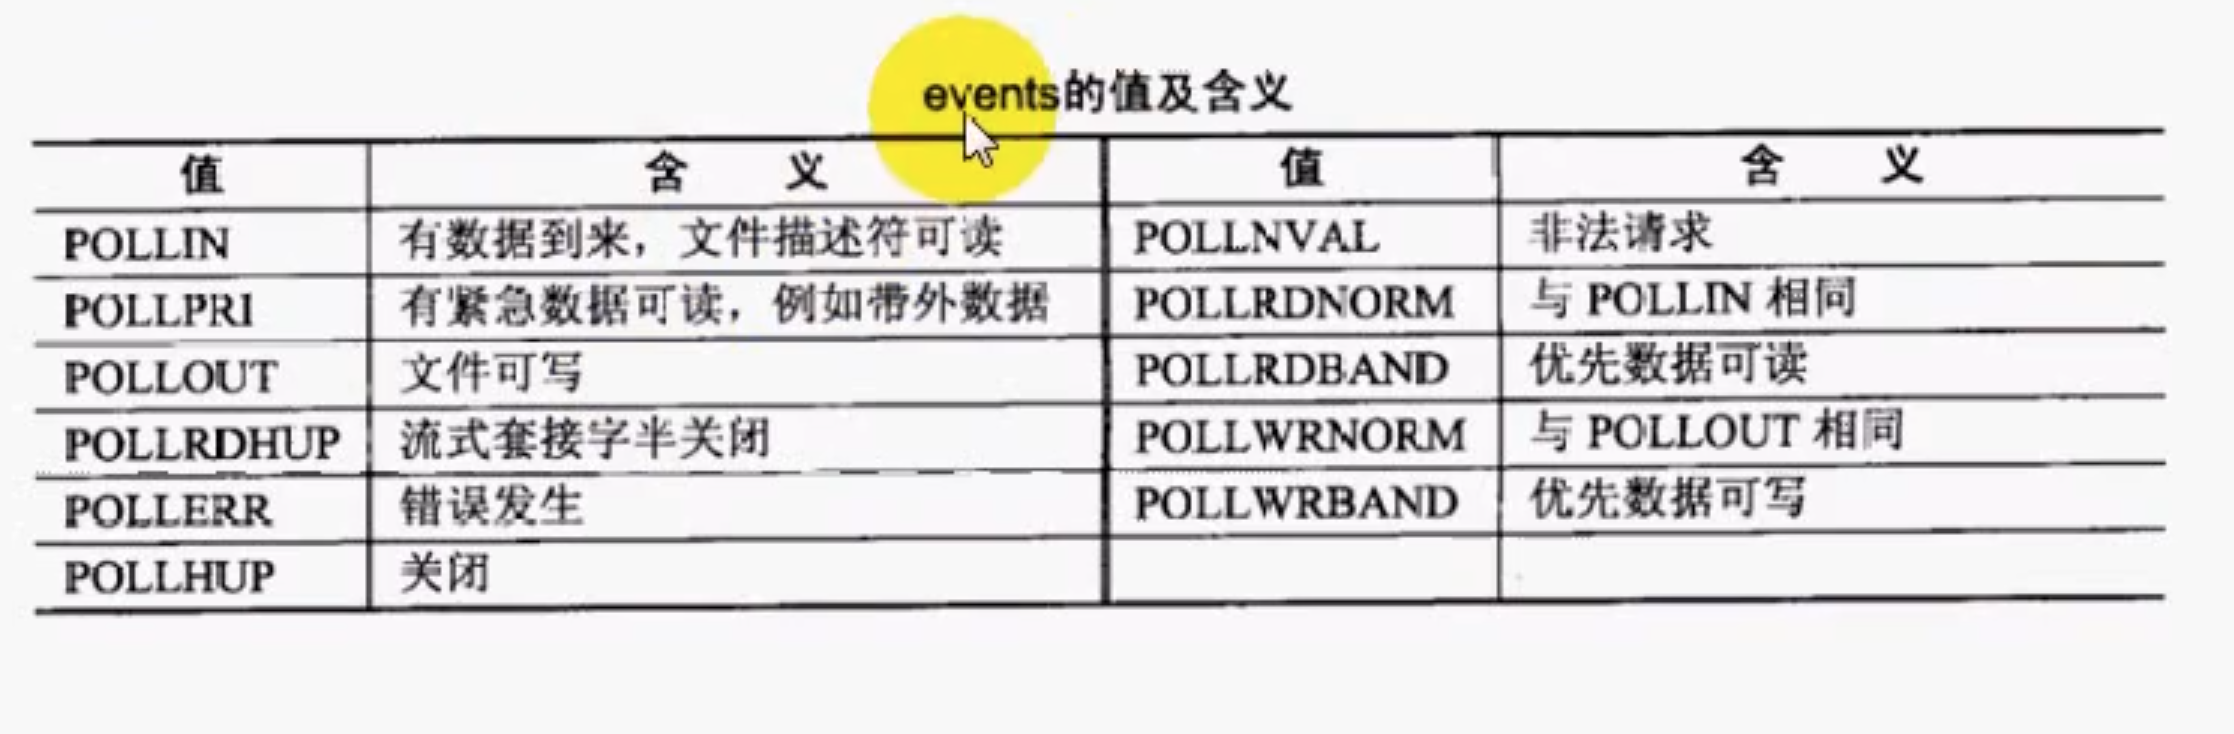 events的值及含义
值 含 义 值 含 义
POLLIN 有数据到来，文件描述符可读 POLLNVAL 非法请求
POLLPRI 有紧急数据可读，例如带外数据 POLLRDNORM 与 POLLIN 相同
POLLOUT 文件可写 POLLRDBAND 优先数据可读
POLLRDHUP 流式套接字半关闭 POLLWRNORM 与 POLLOUT 相同
POLLERR 错误发生 POLLWRBAND 优先数据可写
POLLHUP 关闭